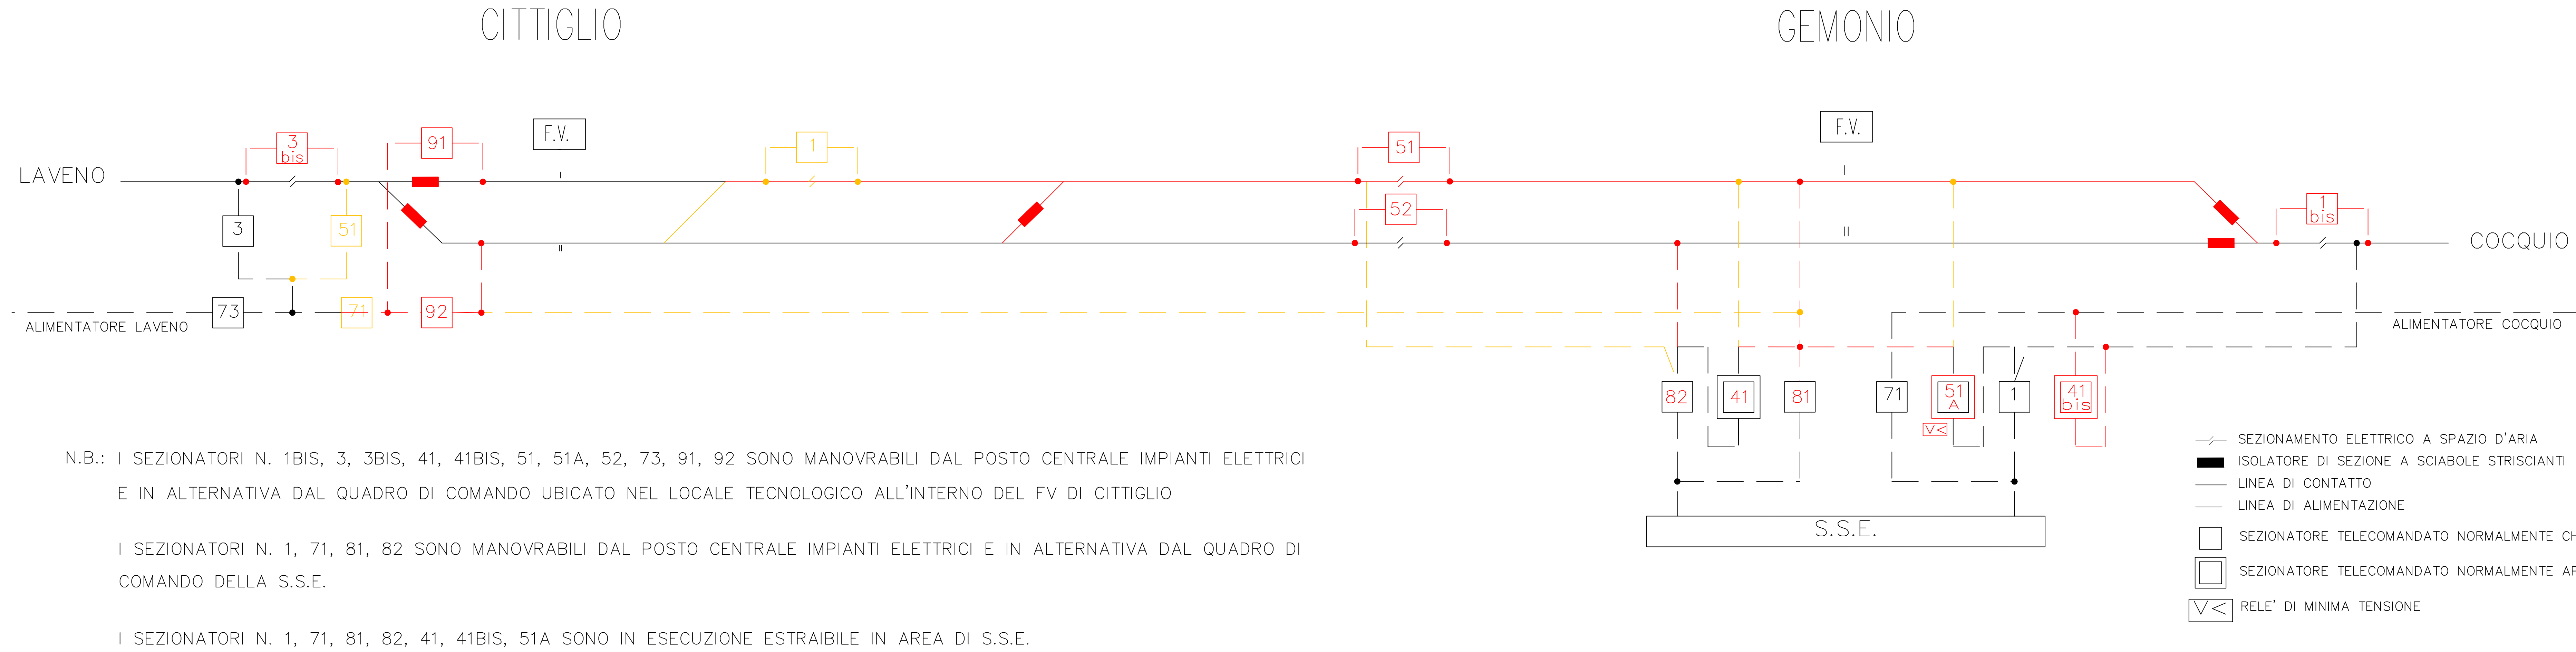 CITTIGLIO
GEMONIO
3
bis
91
F.V.
1
51
F.V.
LAVENO
I
I
3
51
52
1
bis
II
II
COCQUIO
73
71
92
ALIMENTATORE LAVENO
ALIMENTATORE COCQUIO
82
41
81
71
51
A
1
41
bis
V<
N.B.: I SEZIONATORI N. 1BIS, 3, 3BIS, 41, 41BIS, 51, 51A, 52, 73, 91, 92 SONO MANOVRABILI DAL POSTO CENTRALE IMPIANTI ELETTRICI
E IN ALTERNATIVA DAL QUADRO DI COMANDO UBICATO NEL LOCALE TECNOLOGICO ALL'INTERNO DEL FV DI CITTIGLIO
I SEZIONATORI N. 1, 71, 81, 82 SONO MANOVRABILI DAL POSTO CENTRALE IMPIANTI ELETTRICI E IN ALTERNATIVA DAL QUADRO DI
COMANDO DELLA S.S.E.
I SEZIONATORI N. 1, 71, 81, 82, 41, 41BIS, 51A SONO IN ESECUZIONE ESTRAIBILE IN AREA DI S.S.E.
S.S.E.
SEZIONAMENTO ELETTRICO A SPAZIO D'ARIA
ISOLATORE DI SEZIONE A SCIABOLE STRISCIANTI
LINEA DI CONTATTO
LINEA DI ALIMENTAZIONE
SEZIONATORE TELECOMANDATO NORMALMENTE CH
SEZIONATORE TELECOMANDATO NORMALMENTE
V< RELE' DI MINIMA TENSIONE